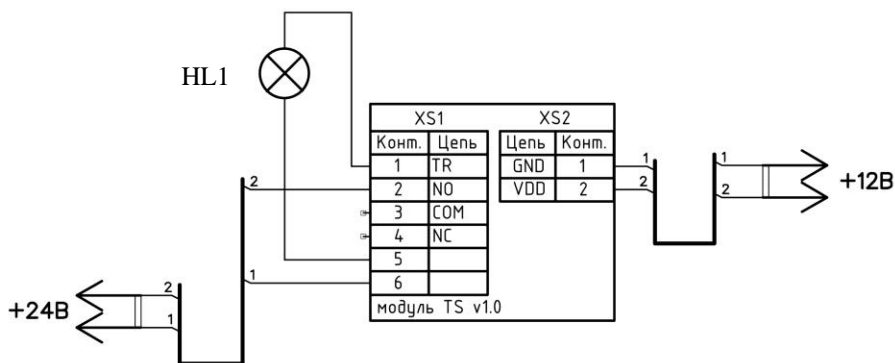 HL1
XS1 XS2
Конт. Цепь Цепь Конт.
1 TR GND 1
2 NO VDD 2
3 COM
4 NC
5
6
модуль TS v1.0
2
1
2
1
+24В
1
2
1
2
+12В